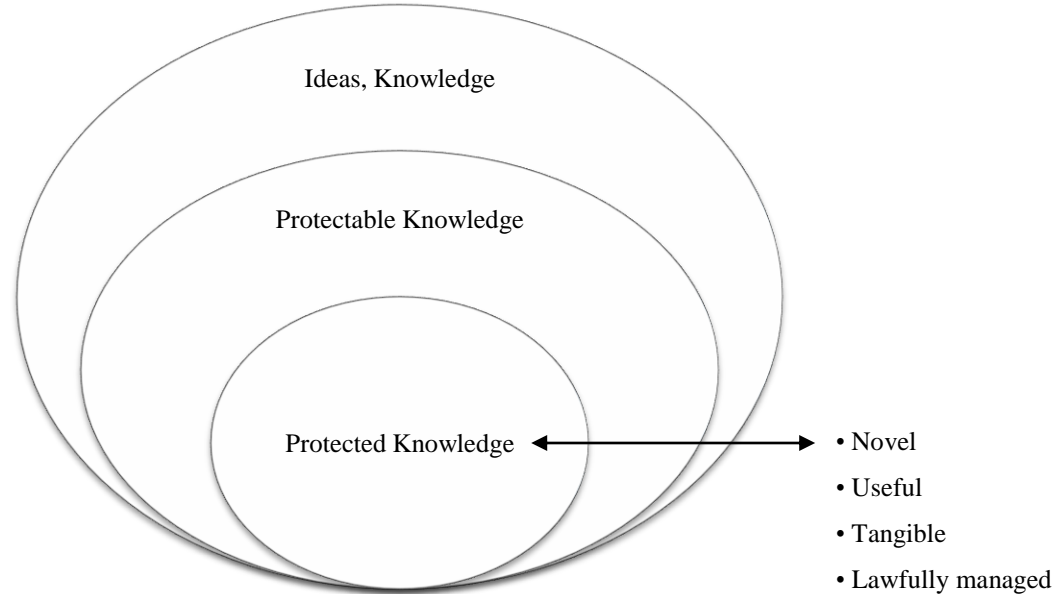 Ideas, Knowledge
Protectable Knowledge
Protected Knowledge
• Novel
• Useful
• Tangible
• Lawfully managed